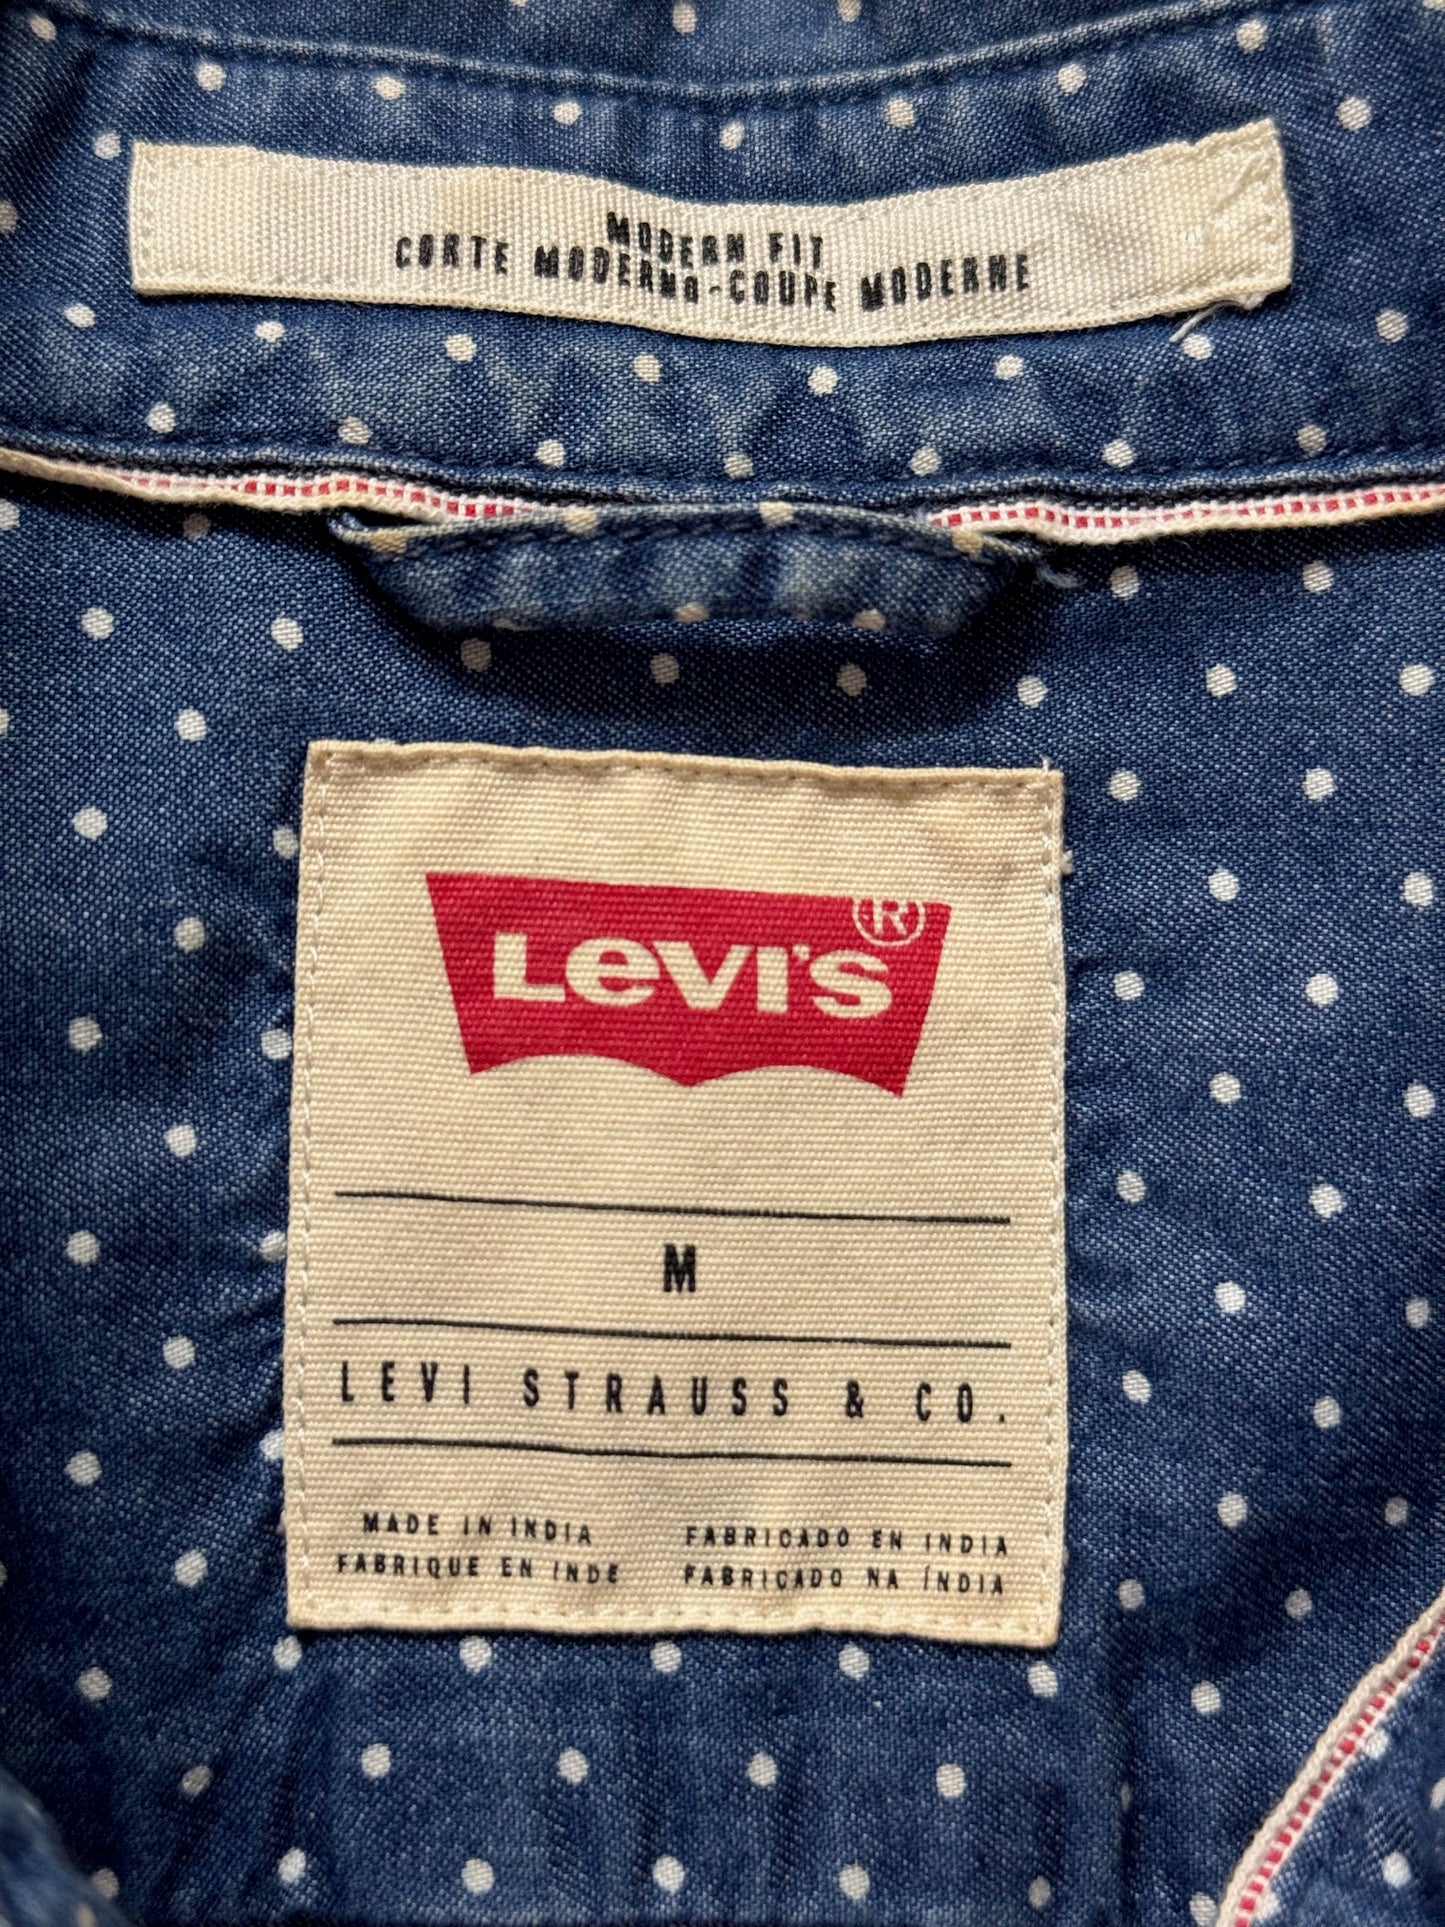 MODERN FIT
CORTE MODERNO-COUPE MODERNE
LEVI'S®
M
LEVI STRAUSS & CO.
MADE IN INDIA
FABRIQUE EN INDE
FABRICADO EN INDIA
FABRICADO NA ÍNDIA